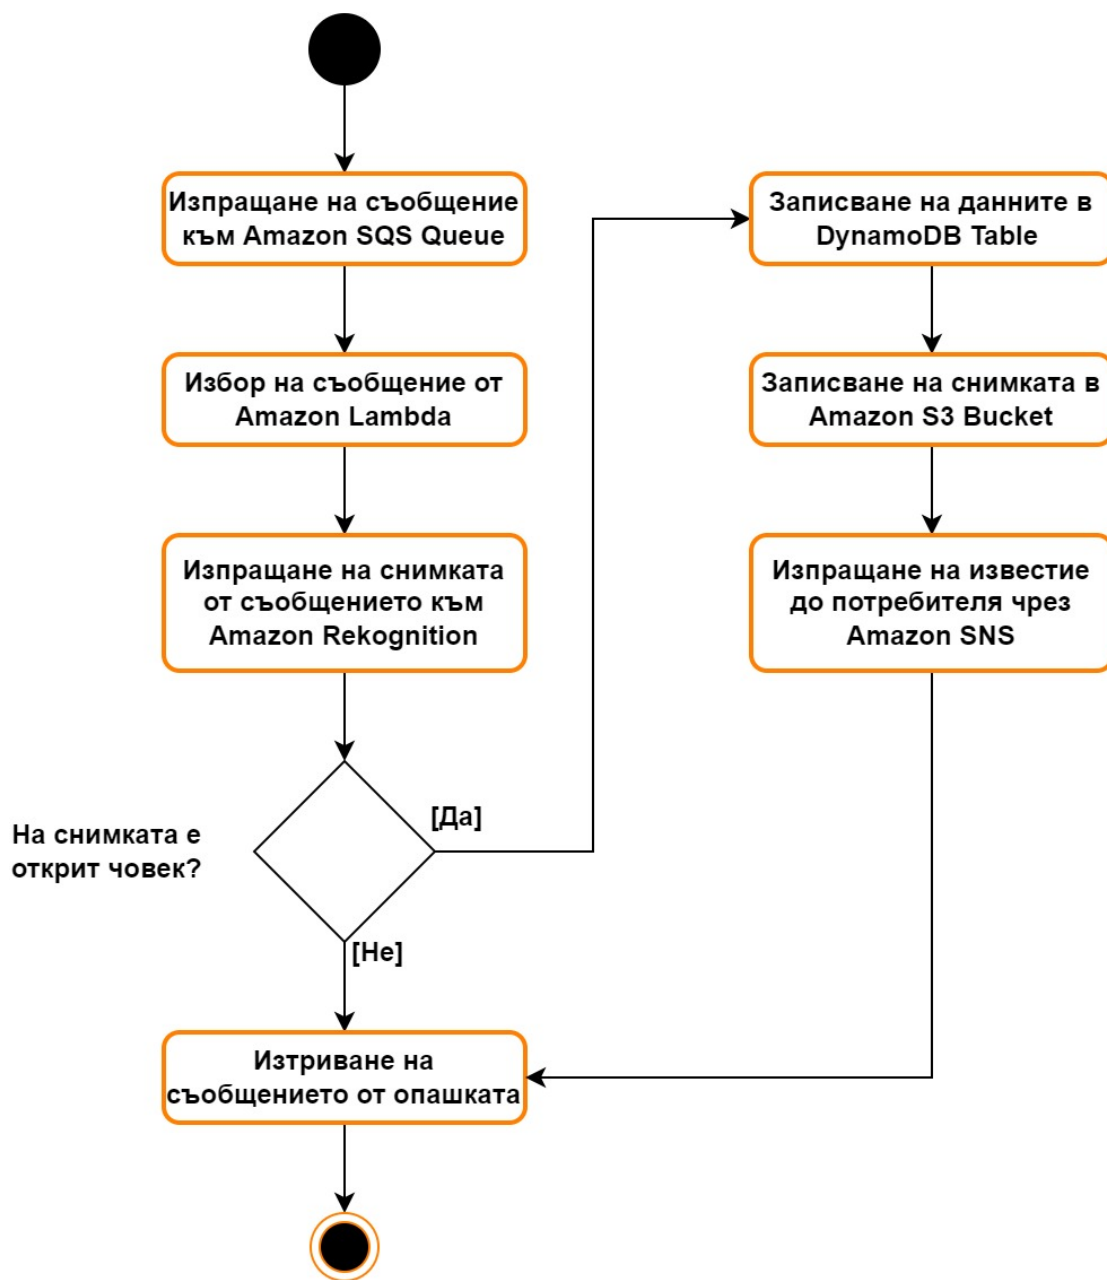 Изпращане на съобщение
към Amazon SQS Queue
Избор на съобщение от
Amazon Lambda
Изпращане на снимката
от съобщението към
Amazon Rekognition
На снимката е
открит човек?
[Да]
[Не]
Записване на данните в
DynamoDB Table
Записване на снимката в
Amazon S3 Bucket
Изпращане на известие
до потребителя чрез
Amazon SNS
Изтриване на
съобщението от опашката